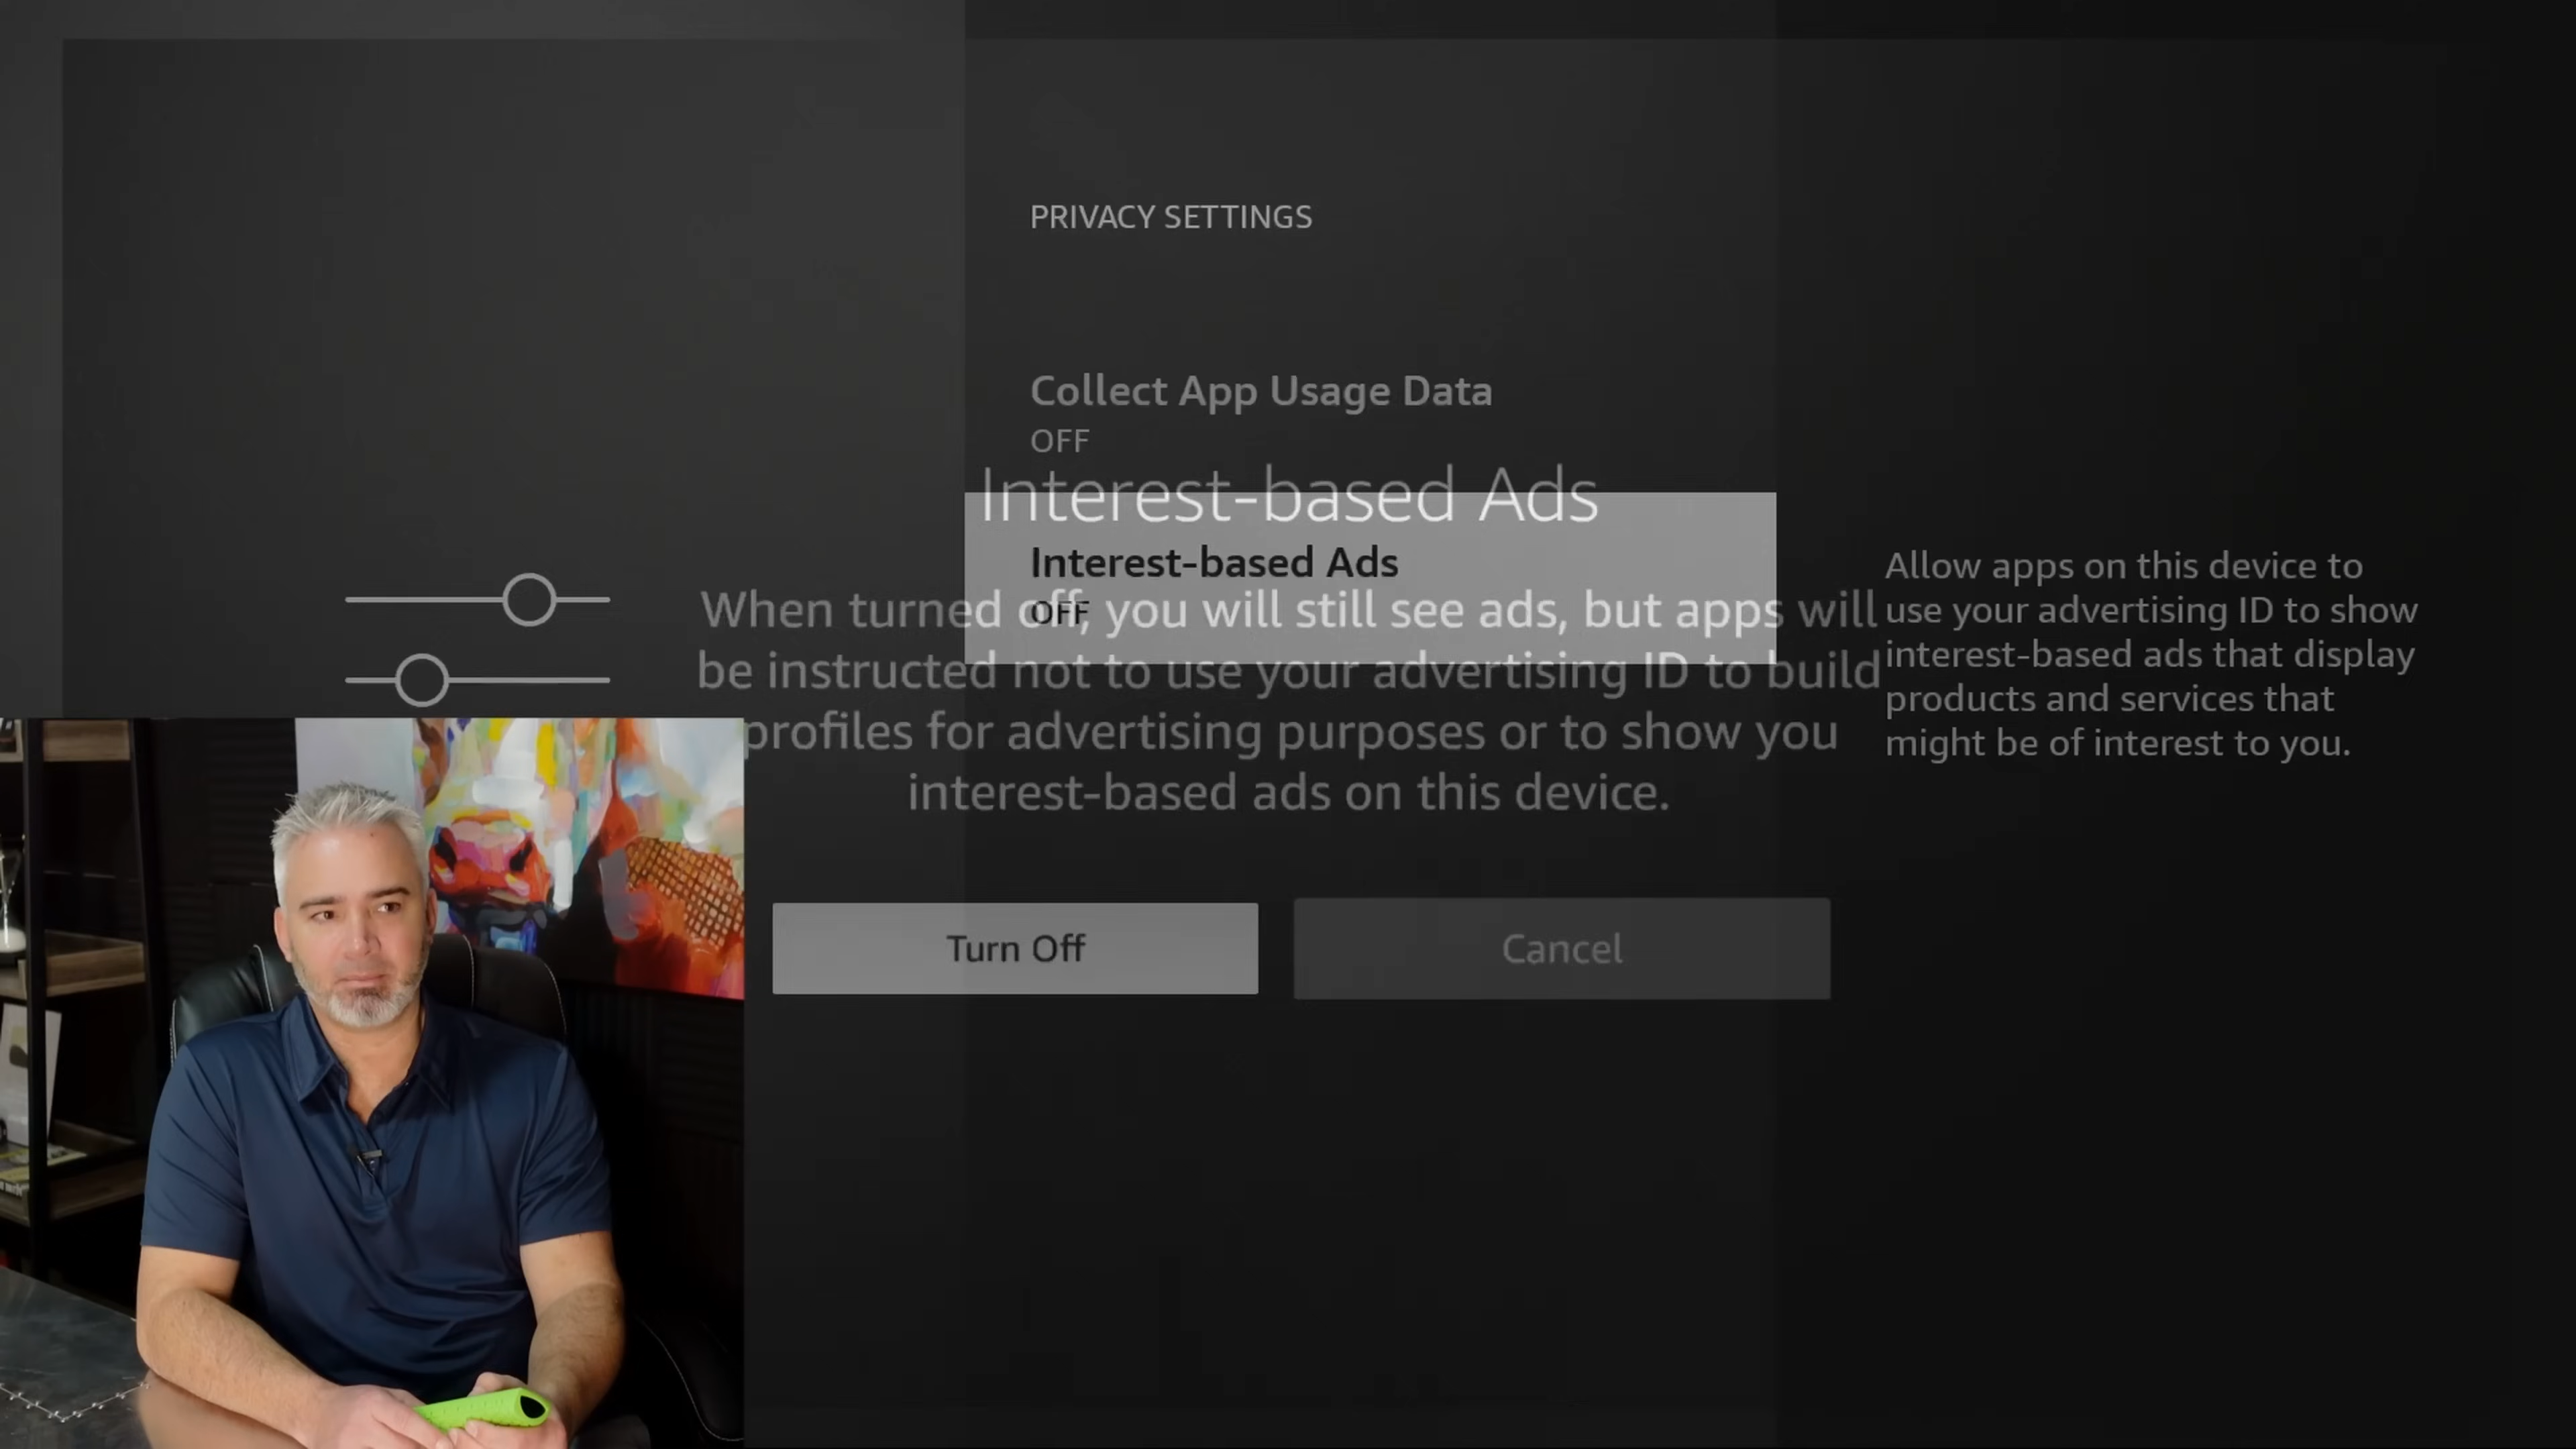 PRIVACY SETTINGS
Collect App Usage Data
OFF
Interest-based Ads
Interest-based Ads
OFF
When turned off, you will still see ads, but apps will
be instructed not to use your advertising ID to build
profiles for advertising purposes or to show you
interest-based ads on this device.
Allow apps on this device to
use your advertising ID to show
interest-based ads that display
products and services that
might be of interest to you.
Turn Off
Cancel